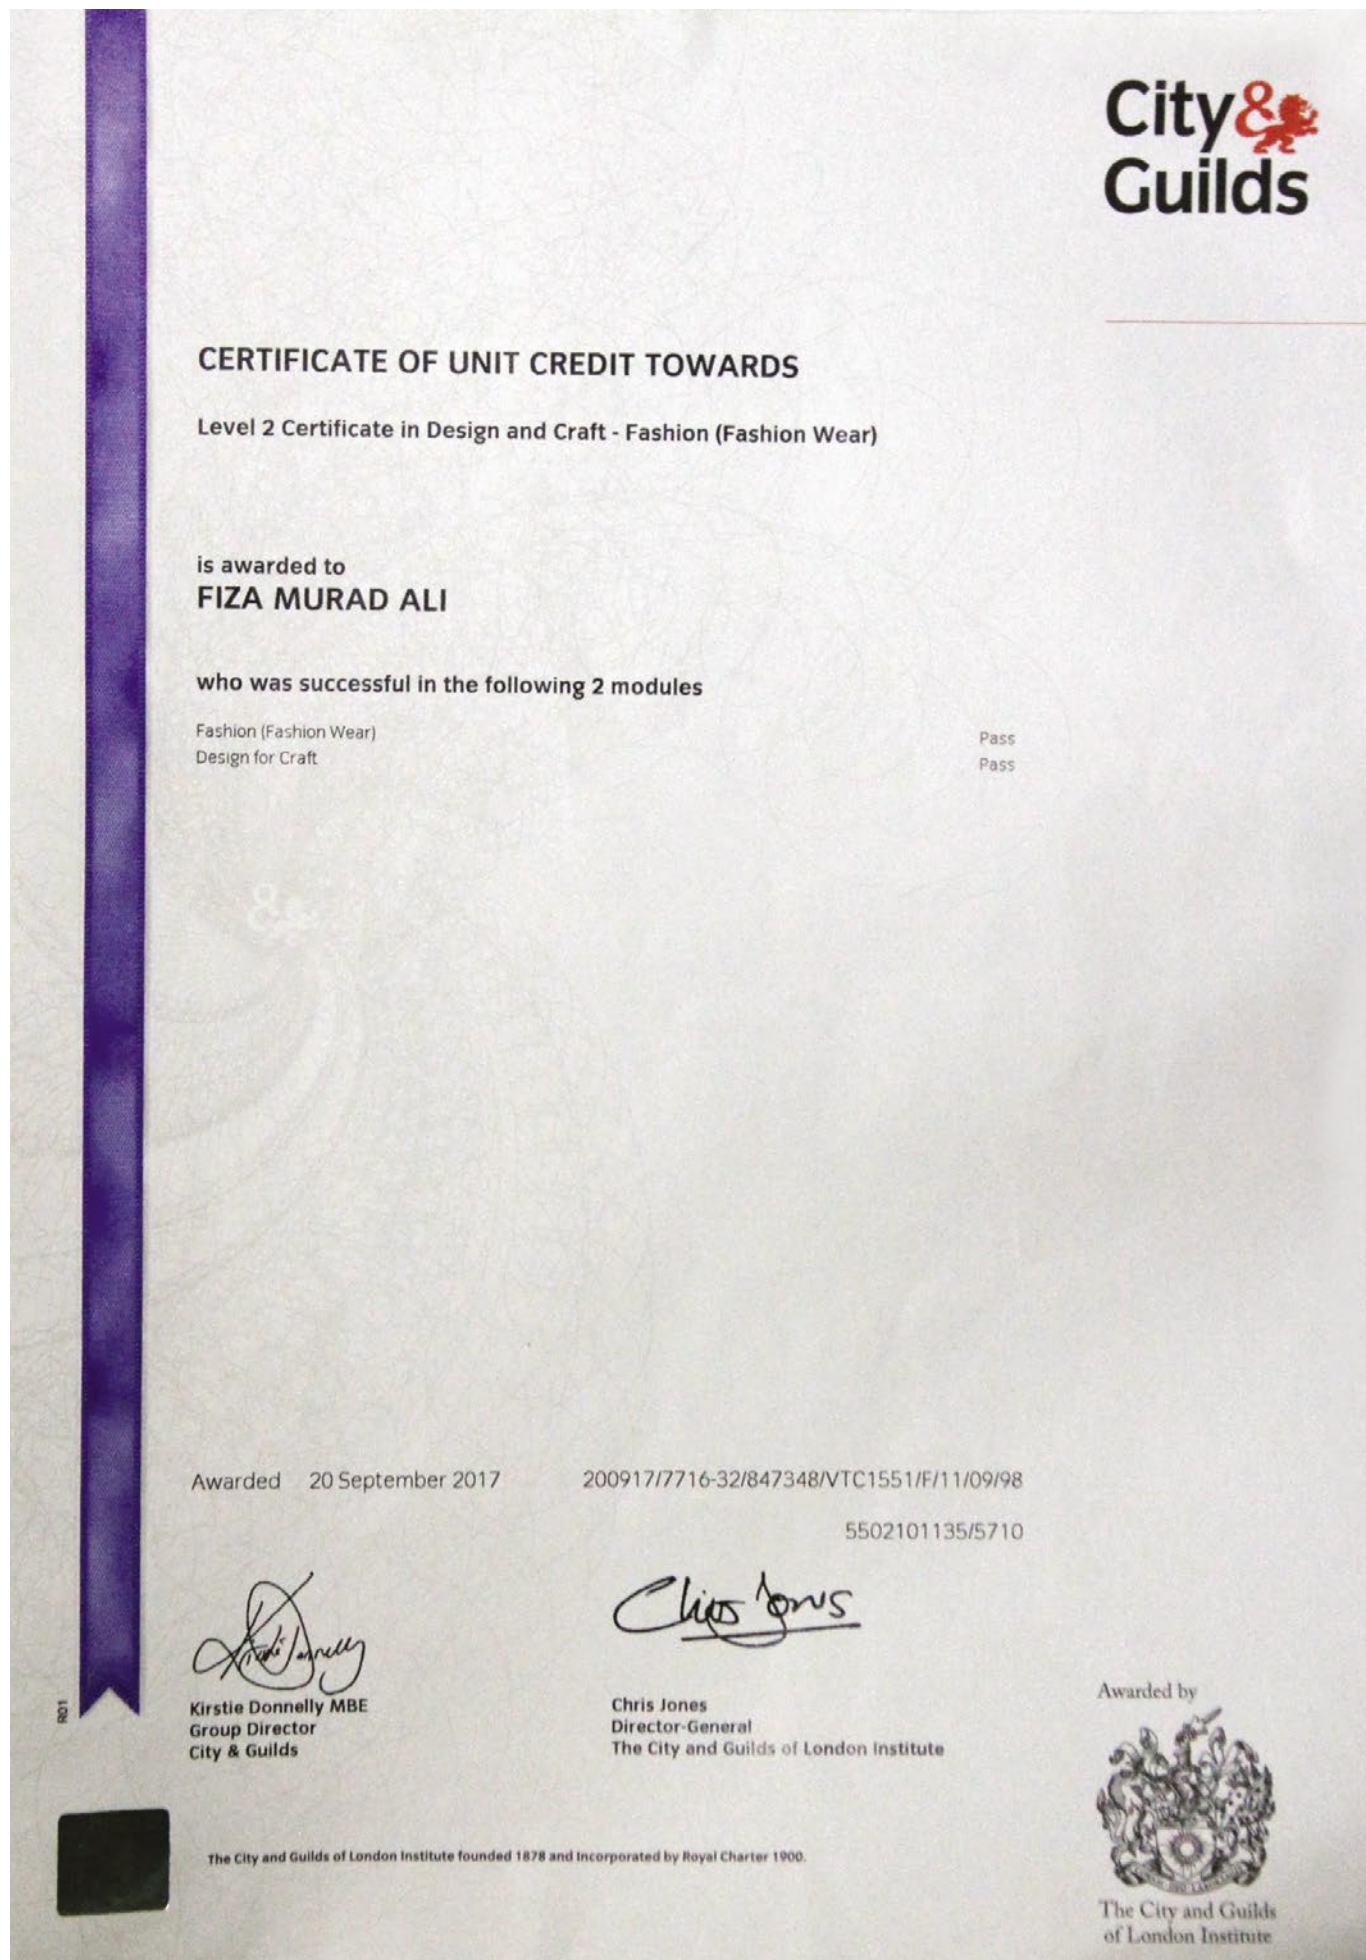 City&
Guilds
CERTIFICATE OF UNIT CREDIT TOWARDS
Level 2 Certificate in Design and Craft - Fashion (Fashion Wear)
is awarded to
FIZA MURAD ALI
who was successful in the following 2 modules
Fashion (Fashion Wear) Pass
Design for Craft Pass
Awarded 20 September 2017 200917/7716-32/847348/VTC1551/F/11/09/98
5502101135/5710
Kirstie Donnelly Chris Jones
Kirstie Donnelly MBE
Group Director
City & Guilds
Chris Jones
Director-General
The City and Guilds of London Institute
R01
Awarded by
The City and Guilds of London Institute founded 1878 and Incorporated by Royal Charter 1900.
The City and Guilds
of London Institute